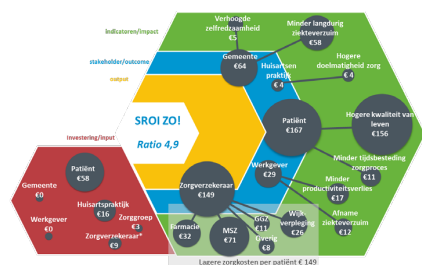 Indicatoren/impact
stakeholder/outcome
output
Investering/input
SROI ZO!
Ratio 4,9
Verhoogde
zelfredzaamheid
€5
Minder langdurig
ziekteverzuim
€58
Gemeente
€64
Huisartsen
praktijk
€4
Hogere
doelmatigheid zorg
€ 4
Patiënt
€167
Hogere kwaliteit van
leven
€156
Minder tijdsbesteding
zorgproces
€11
Werkgever
€29
Minder
productiviteitsverlies
€17
Afname
ziekteverzuim
€12
Zorgverzekeraar
€149
Farmacie
€32
MSZ
€71
GGZ
€11
Overig
€8
Wijk
verpleging
€26
Lagere zorgkosten per patiënt € 149
Patiënt
€58
Gemeente
€0
Huisartspraktijk
€16
Werkgever
€0
Zorggroep
€3
Zorgverzekeraar*
€9